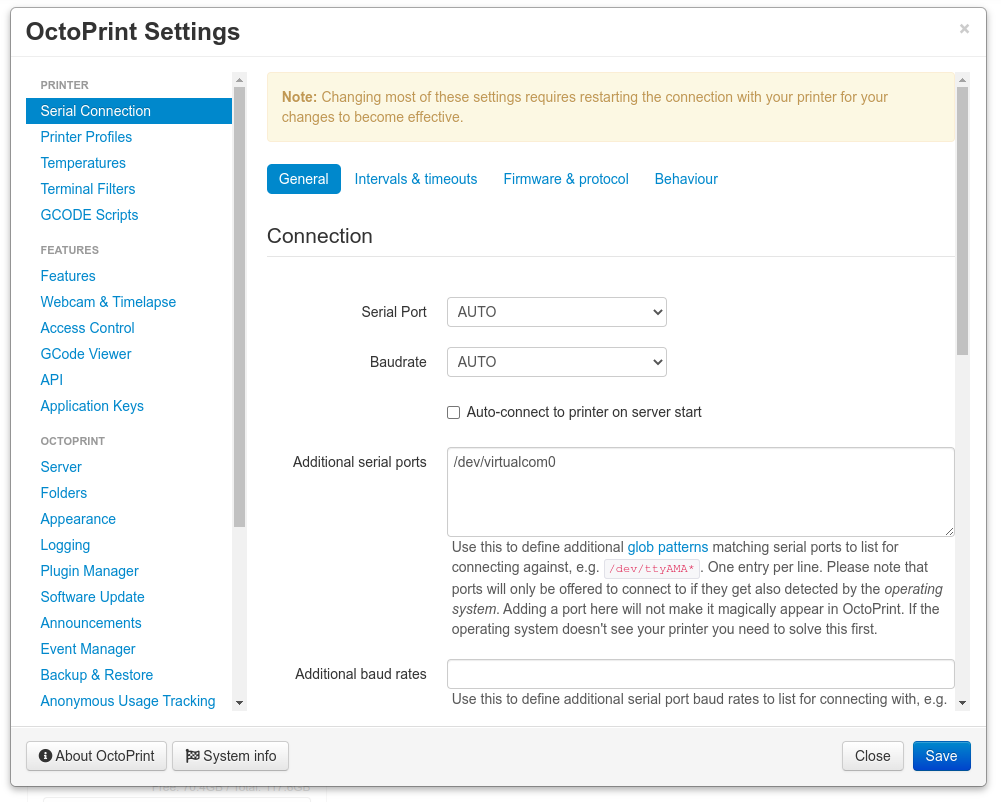 OctoPrint Settings
×
PRINTER
Serial Connection
Printer Profiles
Temperatures
Terminal Filters
GCODE Scripts
FEATURES
Features
Webcam & Timelapse
Access Control
GCode Viewer
API
Application Keys
OCTOPRINT
Server
Folders
Appearance
Logging
Plugin Manager
Software Update
Announcements
Event Manager
Backup & Restore
Anonymous Usage Tracking
Note: Changing most of these settings requires restarting the connection with your printer for your
changes to become effective.
General Intervals & timeouts Firmware & protocol Behaviour
Connection
Serial Port AUTO
Baudrate AUTO
Auto-connect to printer on server start
Additional serial ports /dev/virtualcom0
Use this to define additional glob patterns matching serial ports to list for
connecting against, e.g. /dev/ttyAMA*. One entry per line. Please note that
ports will only be offered to connect to if they get also detected by the operating
system. Adding a port here will not make it magically appear in OctoPrint. If the
operating system doesn't see your printer you need to solve this first.
Additional baud rates
Use this to define additional serial port baud rates to list for connecting with, e.g.
About OctoPrint System info Close Save
Free: 70.4GB / Total: 117.6GB